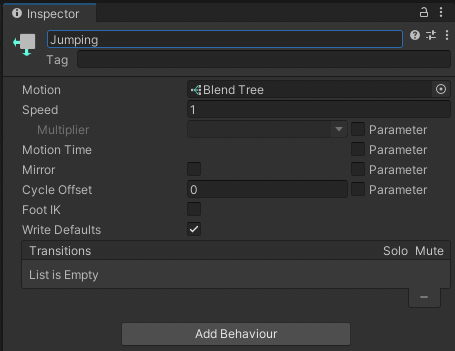 Inspector
Jumping
Tag
Motion Blend Tree
Speed 1
Multiplier Parameter
Motion Time Parameter
Mirror Parameter
Cycle Offset 0 Parameter
Foot IK
Write Defaults
Transitions Solo Mute
List is Empty
Add Behaviour